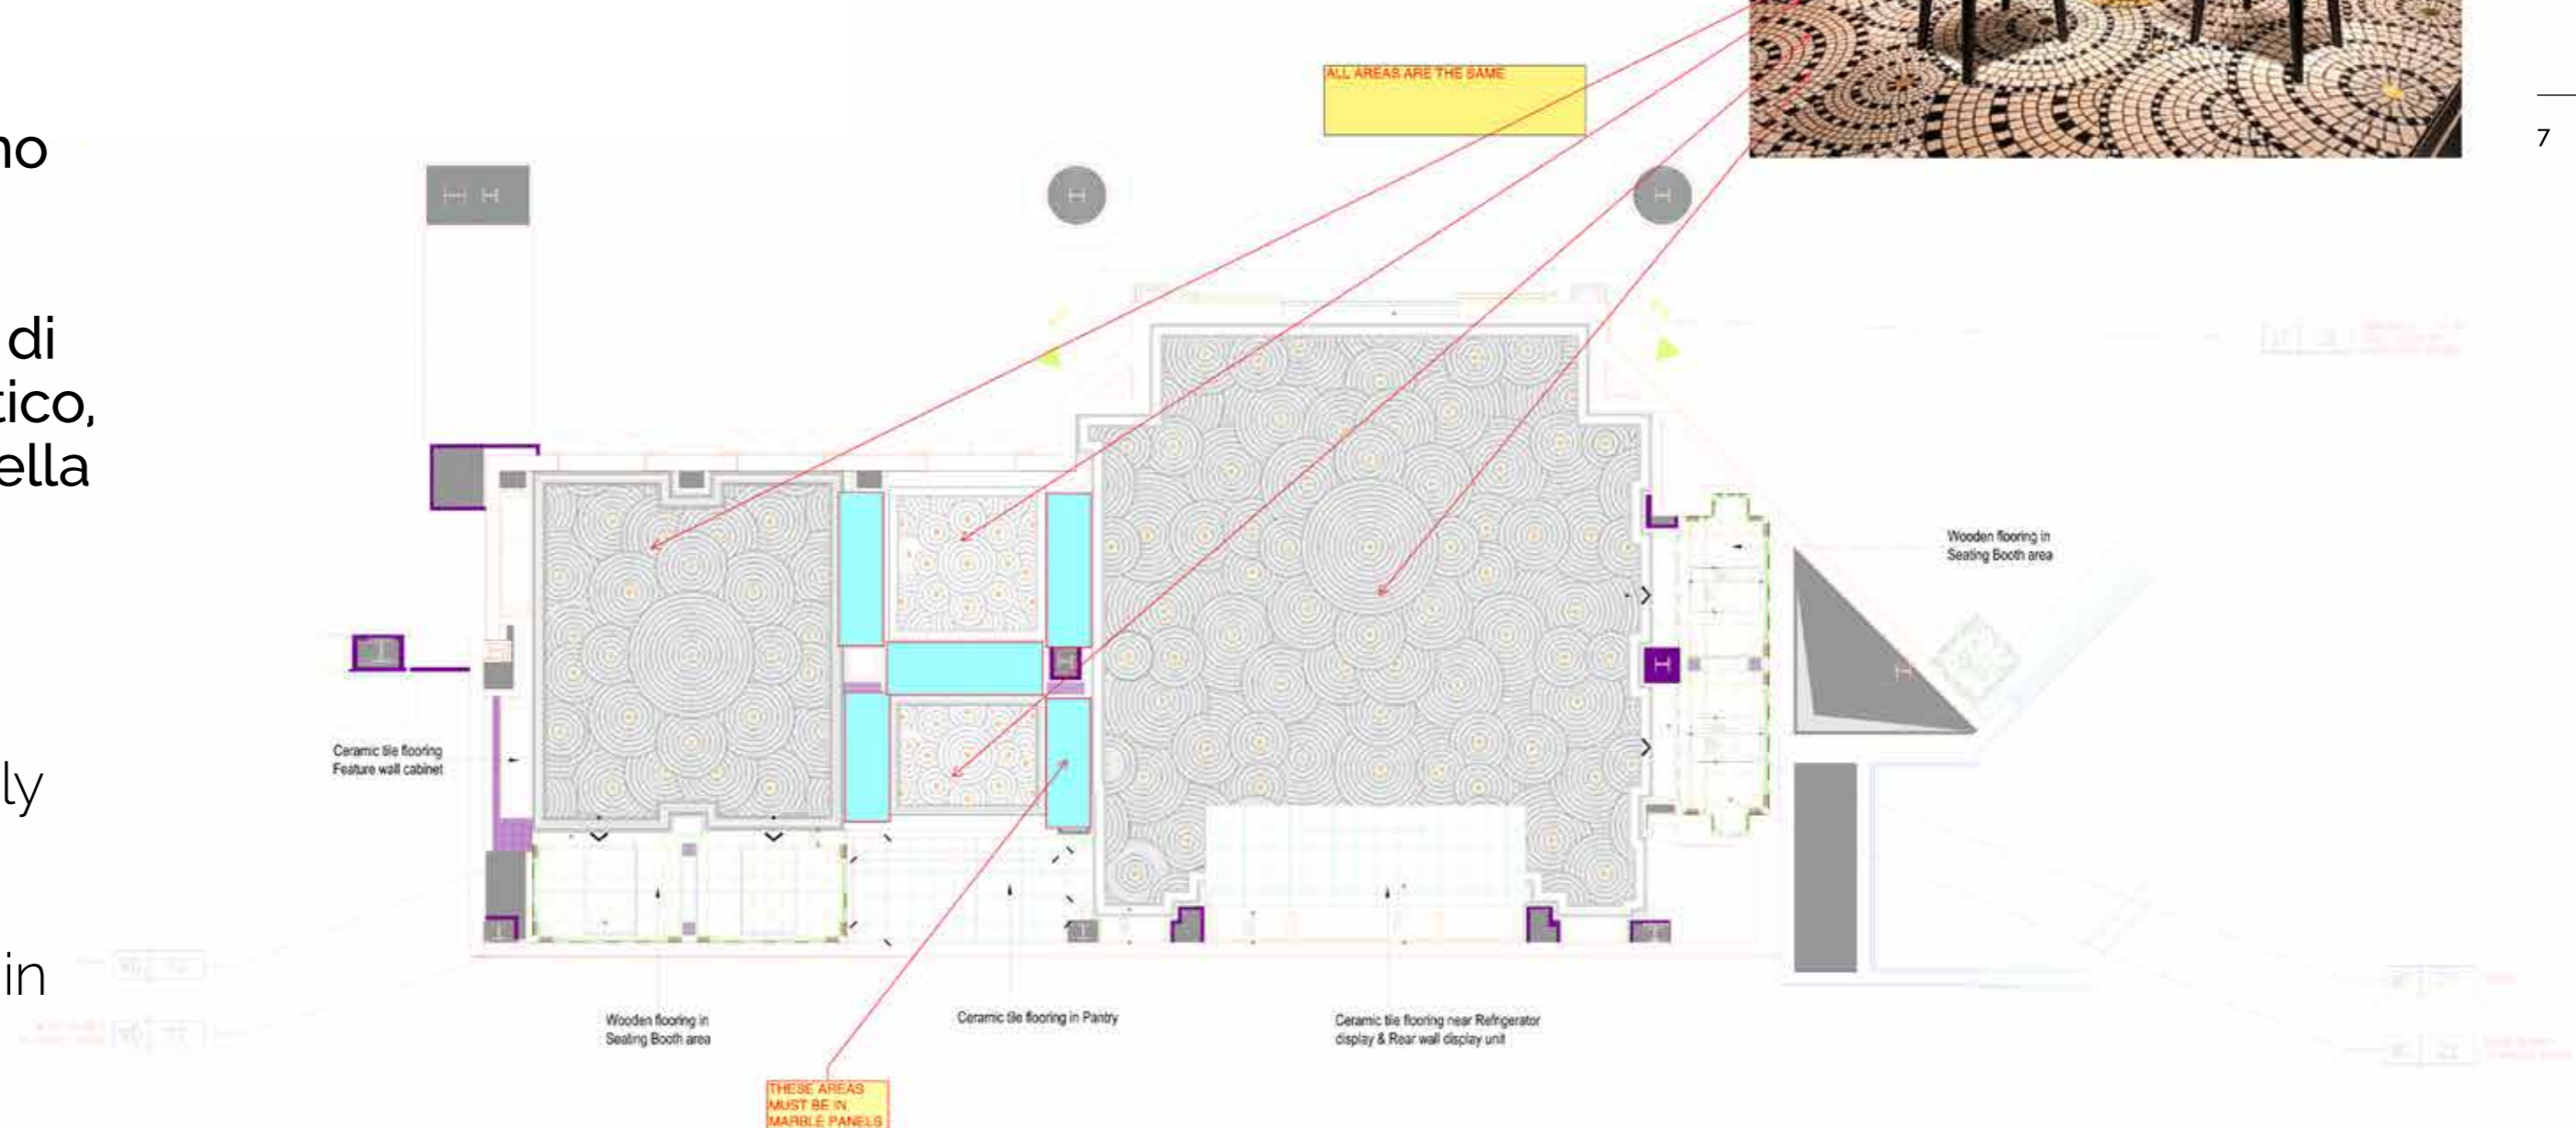 no
di
tico,
ella
ly
in
7
ALL AREAS ARE THE SAME
Wooden flooring in
Seating Booth area
Ceramic tile flooring
Feature wall cabinet
Wooden flooring in
Seating Booth area
Ceramic tile flooring in Pantry
Ceramic tile flooring near Refrigerator
display & Rear wall display unit
THESE AREAS
MUST BE IN
MARBLE PANELS